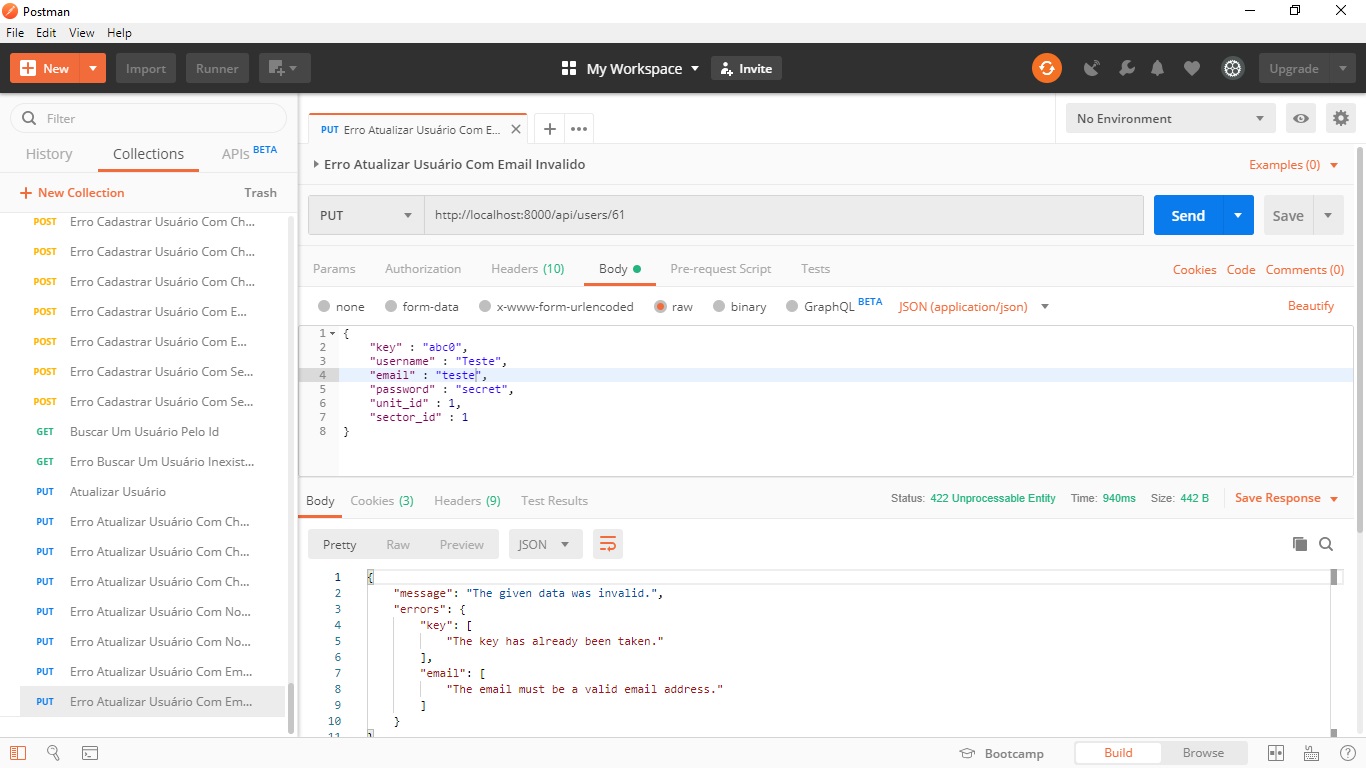 Postman
File Edit View Help
New Import Runner My Workspace Invite Upgrade
Filter
History Collections APIs BETA
New Collection Trash
POST Erro Cadastrar Usuário Com Ch...
POST Erro Cadastrar Usuário Com Ch...
POST Erro Cadastrar Usuário Com Ch...
POST Erro Cadastrar Usuário Com E...
POST Erro Cadastrar Usuário Com E...
POST Erro Cadastrar Usuário Com Se...
POST Erro Cadastrar Usuário Com Se...
GET Buscar Um Usuário Pelo Id
GET Erro Buscar Um Usuário Inexist...
PUT Atualizar Usuário
PUT Erro Atualizar Usuário Com Ch...
PUT Erro Atualizar Usuário Com Ch...
PUT Erro Atualizar Usuário Com Ch...
PUT Erro Atualizar Usuário Com No...
PUT Erro Atualizar Usuário Com No...
PUT Erro Atualizar Usuário Com Em...
PUT Erro Atualizar Usuário Com Em...
PUT Erro Atualizar Usuário Com E...
No Environment
Erro Atualizar Usuário Com Email Invalido
Examples (0)
PUT http://localhost:8000/api/users/61 Send Save
Params Authorization Headers (10) Body Pre-request Script Tests Cookies Code Comments (0)
none form-data x-www-form-urlencoded raw binary GraphQL BETA JSON (application/json) Beautify
1 {
2 "key" : "abc0",
3 "username" : "Teste",
4 "email" : "teste",
5 "password" : "secret",
6 "unit_id" : 1,
7 "sector_id" : 1
8 }
Body Cookies (3) Headers (9) Test Results Status: 422 Unprocessable Entity Time: 940ms Size: 442 B Save Response
Pretty Raw Preview JSON
1 {
2 "message": "The given data was invalid.",
3 "errors": {
4 "key": [
5 "The key has already been taken."
6 ],
7 "email": [
8 "The email must be a valid email address."
9 ]
10 }
11 }
Bootcamp Build Browse